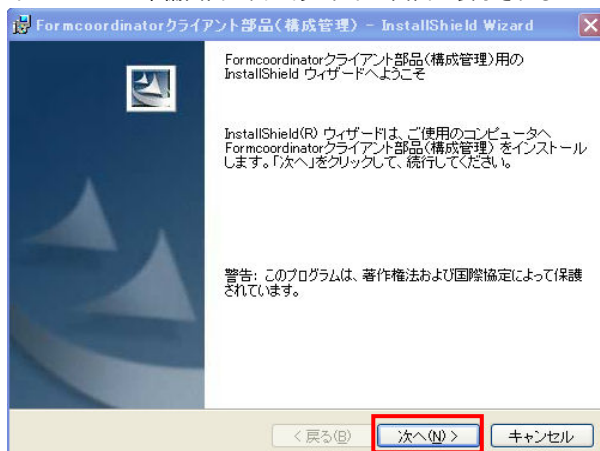 Formcoordinatorクライアント部品(構成管理) - InstallShield Wizard
Formcoordinatorクライアント部品(構成管理)用の
InstallShield ウィザードへようこそ
InstallShield(R) ウィザードは、ご使用のコンピュータへ
Formcoordinatorクライアント部品(構成管理) をインストール
します。「次へ」をクリックして、続行してください。
警告: このプログラムは、著作権法および国際協定によって保護
されています。
< 戻る(B)
次へ(N) >
キャンセル